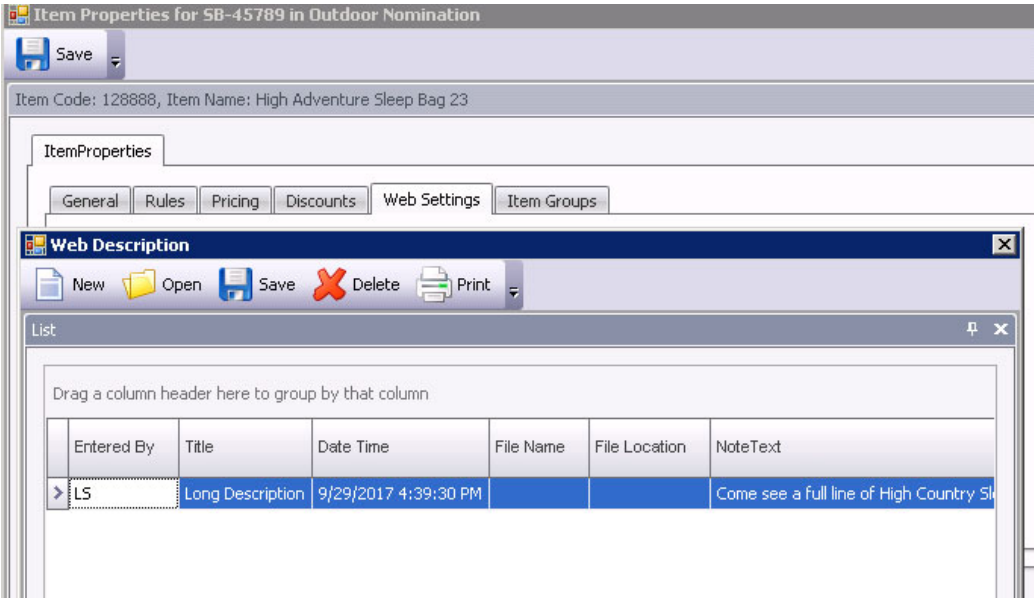 Item Properties for SB-45789 in Outdoor Nomination
Save
Item Code: 128888, Item Name: High Adventure Sleep Bag 23
ItemProperties
General Rules Pricing Discounts Web Settings Item Groups
Web Description
New Open Save Delete Print
List
Drag a column header here to group by that column
Entered By Title Date Time File Name File Location NoteText
LS Long Description 9/29/2017 4:39:30 PM Come see a full line of High Country